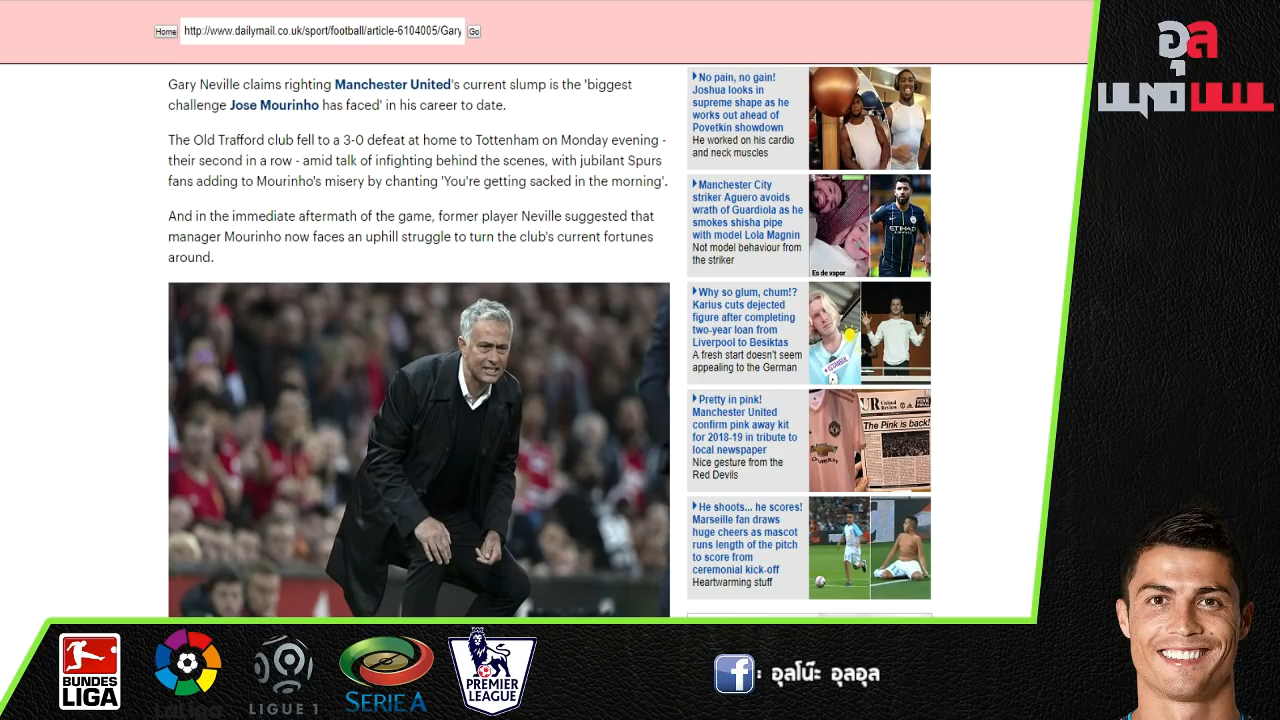 Home
http://www.dailymail.co.uk/sport/football/article-6104005/Gary
Go
Gary Neville claims righting Manchester United's current slump is the 'biggest
challenge Jose Mourinho has faced' in his career to date.
The Old Trafford club fell to a 3-0 defeat at home to Tottenham on Monday evening -
their second in a row - amid talk of infighting behind the scenes, with jubilant Spurs
fans adding to Mourinho's misery by chanting 'You're getting sacked in the morning'.
And in the immediate aftermath of the game, former player Neville suggested that
manager Mourinho now faces an uphill struggle to turn the club's current fortunes
around.
No pain, no gain!
Joshua looks in
supreme shape as he
works out ahead of
Povetkin showdown
He worked on his cardio
and neck muscles
Manchester City
striker Aguero avoids
wrath of Guardiola as he
smokes shisha pipe
with model Lola Magnin
Not model behaviour from
the striker
Es de vapor
ETIHAD
Why so glum, chum!?
Karius cuts dejected
figure after completing
two-year loan from
Liverpool to Besiktas
A fresh start doesn't seem
appealing to the German
ISTANBUL
Pretty in pink!
Manchester United
confirm pink away kit
for 2018-19 in tribute to
local newspaper
Nice gesture from the
Red Devils
CHEVROLET
UR United Review
The Pink is back!
He shoots... he scores!
Marseille fan draws
huge cheers as mascot
runs length of the pitch
to score from
ceremonial kick-off
Heartwarming stuff
BUNDES
LIGA
LaLiga
LIGUE 1
SERIE A
PREMIER
LEAGUE
f : อุลโน๊ะ อุลอุล
อุล